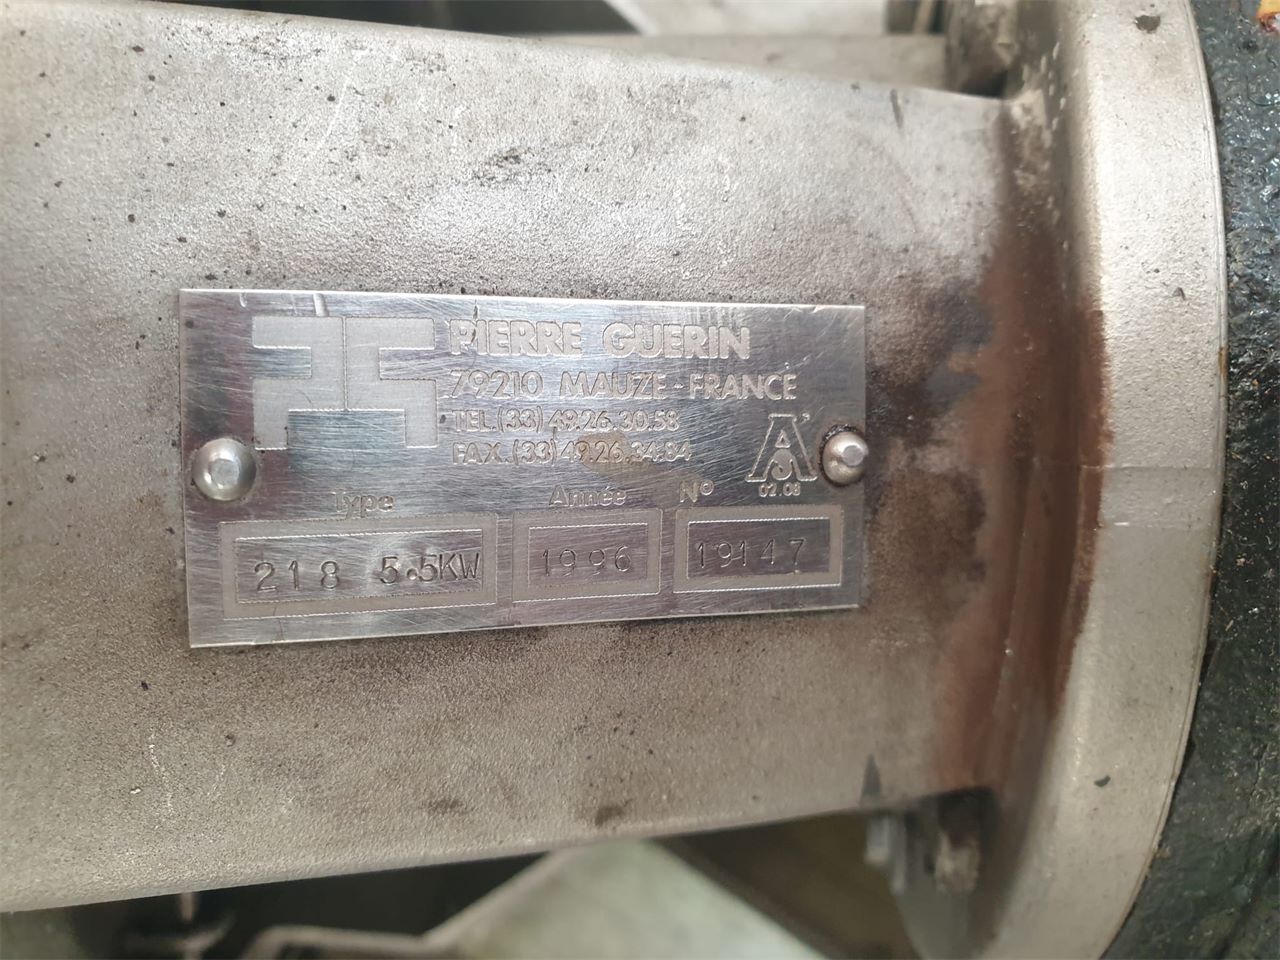 PIERRE GUERIN
79210 MAUZE-FRANCE
TEL.(33) 49.26.30.58
FAX.(33) 49.26.34.84
02.08
Type Année N°
218 5.5KW 1996 19147